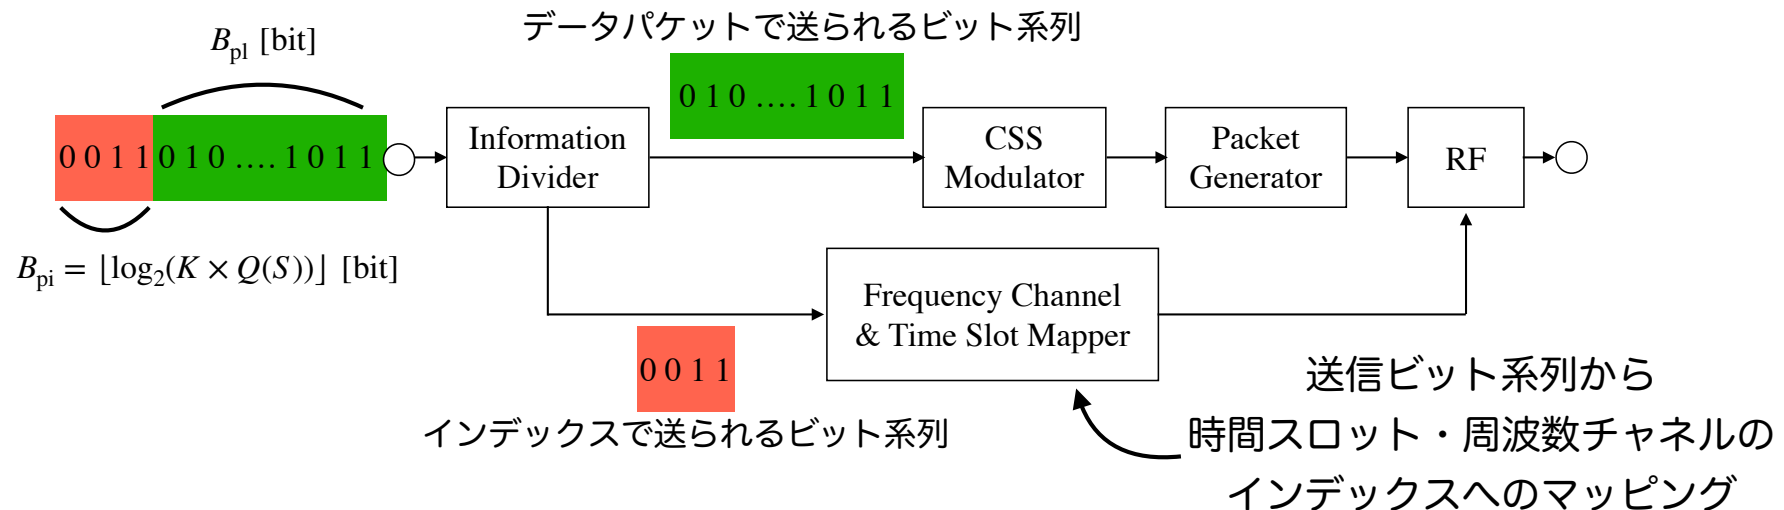 データパケットで送られるビット系列
B_pl [bit]
0 1 0 .... 1 0 1 1
0 0 1 1 0 1 0 .... 1 0 1 1
Information
Divider
CSS
Modulator
Packet
Generator
RF
B_pi = ⌊log_2(K × Q(S))⌋ [bit]
Frequency Channel
& Time Slot Mapper
0 0 1 1
インデックスで送られるビット系列
送信ビット系列から
時間スロット・周波数チャネルの
インデックスへのマッピング